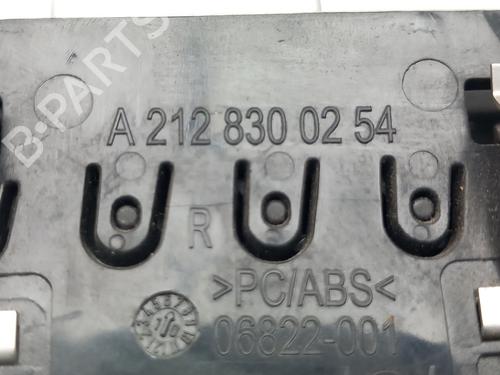 B-PARTS
A 212 830 02 54
R
>PC/ABS<
06822-001